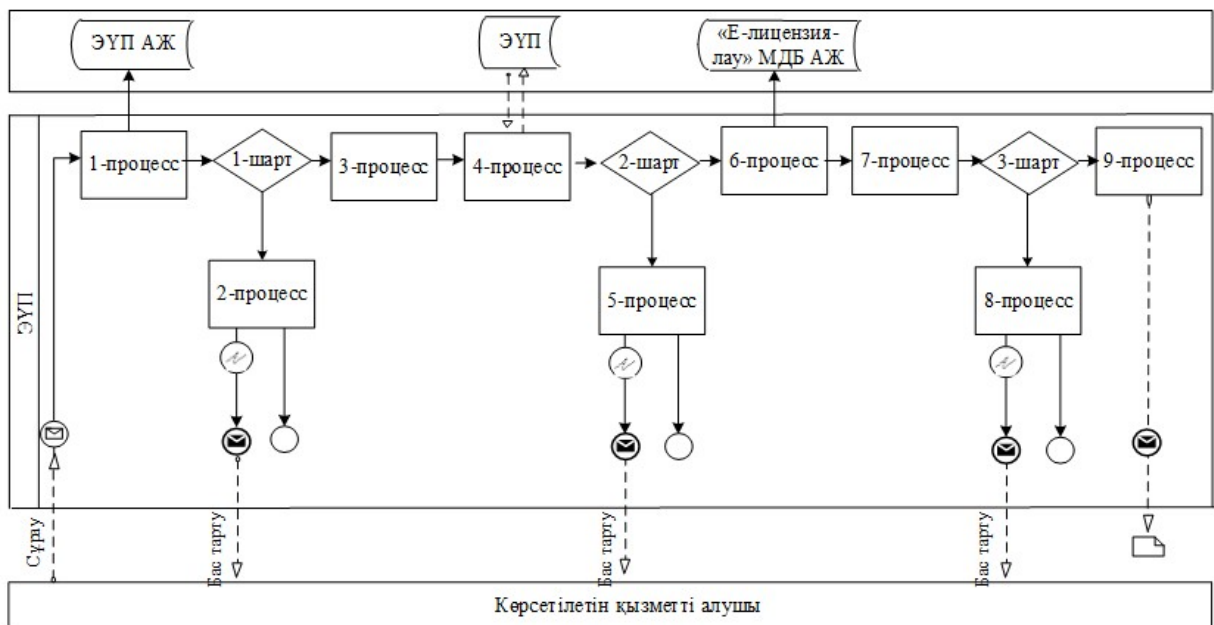 ЭҮП АЖ
ЭҮП
«Е-лицензия-
лау» МДБ АЖ
1-процесс
1-шарт
3-процесс
4-процесс
2-шарт
6-процесс
7-процесс
3-шарт
9-процесс
2-процесс
5-процесс
8-процесс
ЭҮП
Сұрау
Бас тарту
Бас тарту
Бас тарту
Көрсетілетін қызметті алушы